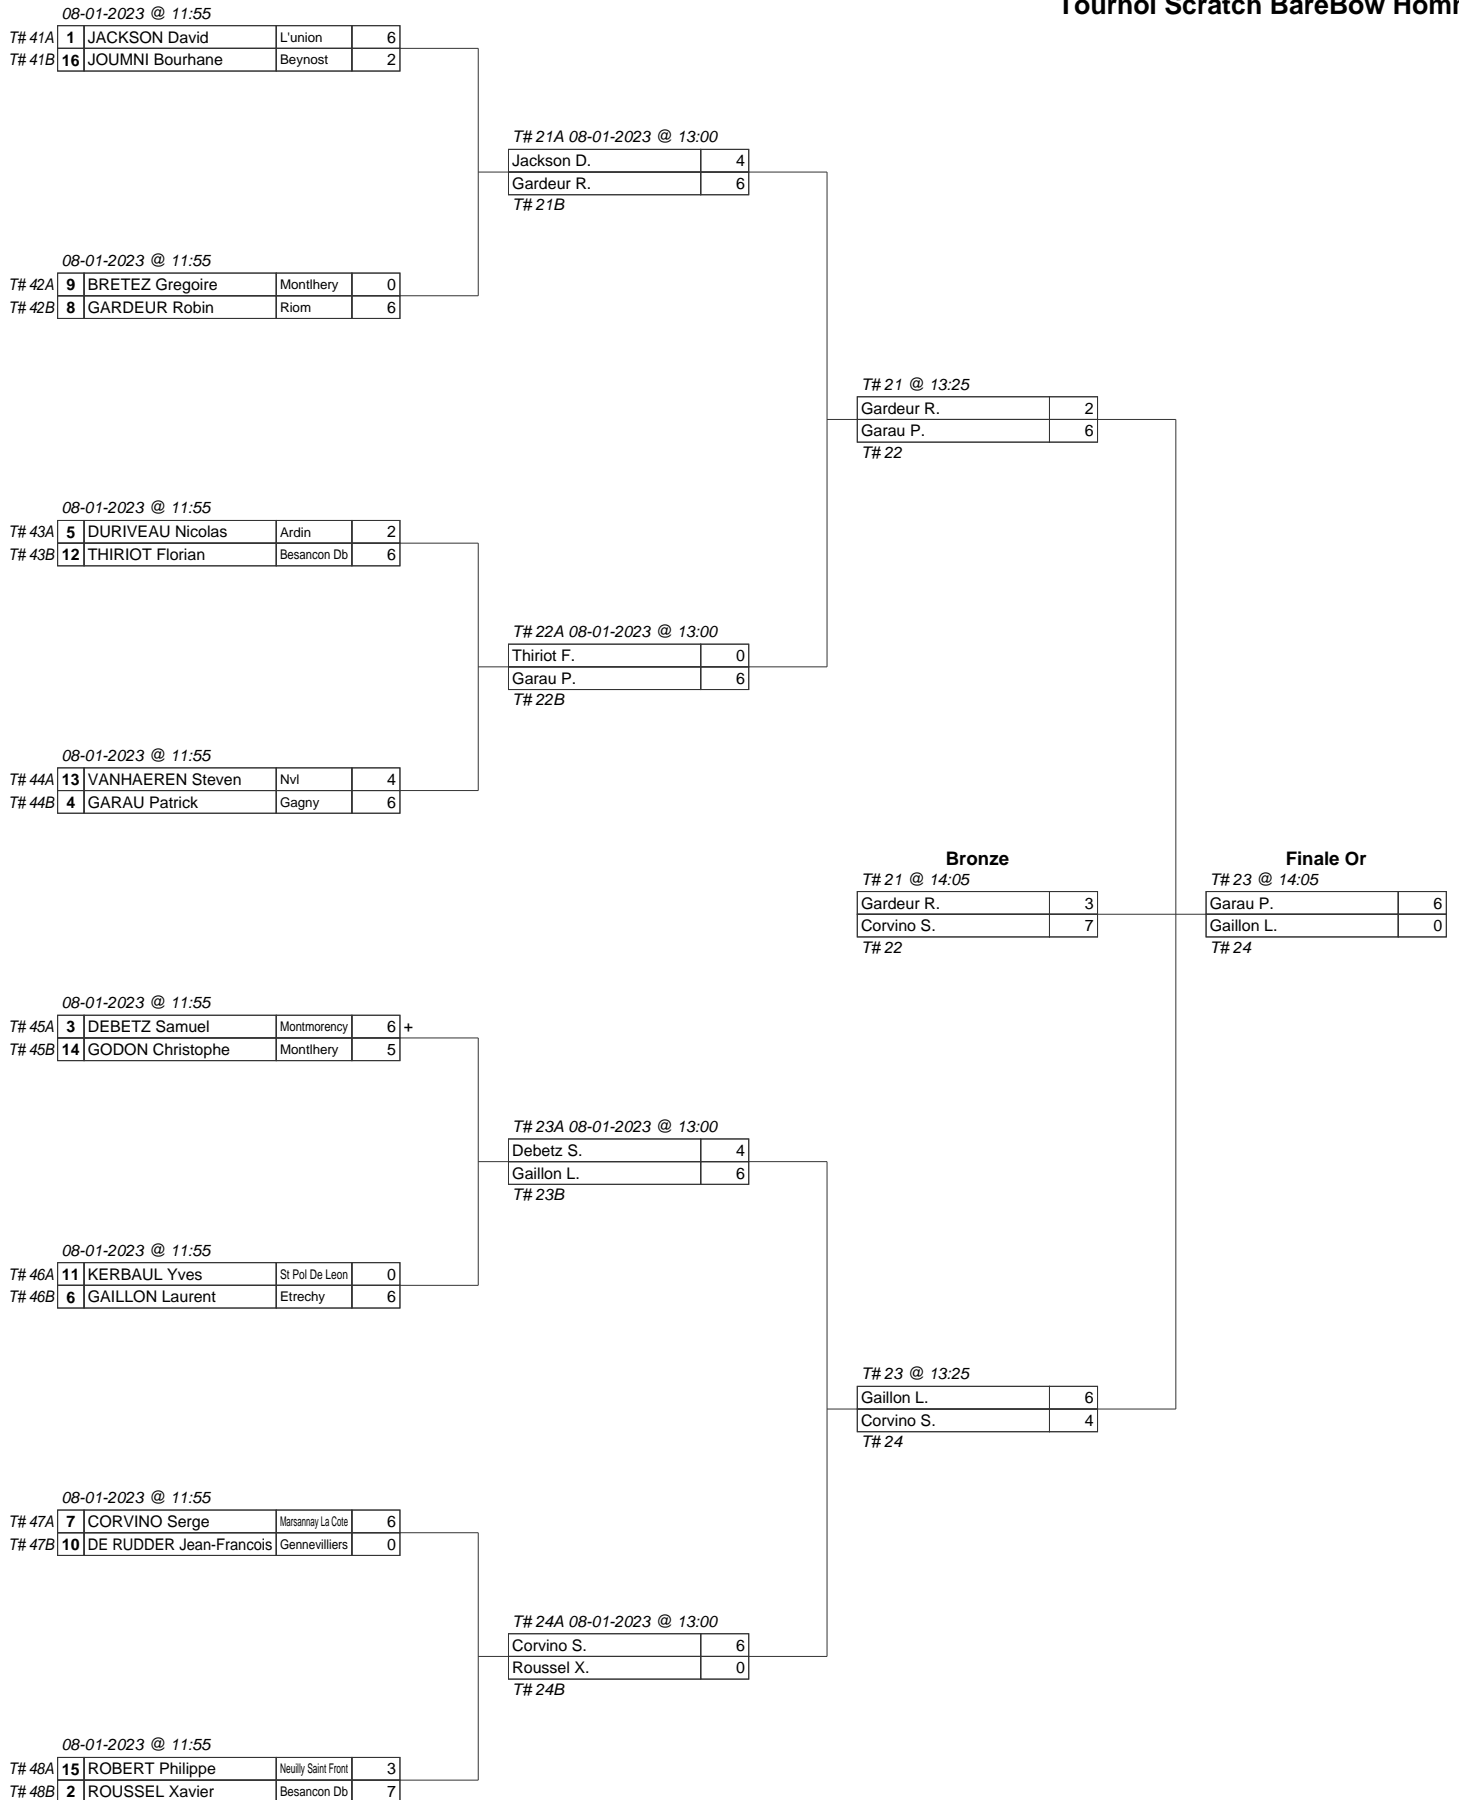 Tournoi Scratch BareBow
08-01-2023 @ 11:55
T# 41A 1 JACKSON David L'union 6
T# 41B 16 JOUMNI Bourhane Beynost 2
T# 21A 08-01-2023 @ 13:00
Jackson D. 4
Gardeur R. 6
T# 21B
08-01-2023 @ 11:55
T# 42A 9 BRETEZ Gregoire Montlhery 0
T# 42B 8 GARDEUR Robin Riom 6
T# 21 @ 13:25
Gardeur R. 2
Garau P. 6
T# 22
08-01-2023 @ 11:55
T# 43A 5 DURIVEAU Nicolas Ardin 2
T# 43B 12 THIRIOT Florian Besancon Db 6
T# 22A 08-01-2023 @ 13:00
Thiriot F. 0
Garau P. 6
T# 22B
08-01-2023 @ 11:55
T# 44A 13 VANHAEREN Steven Nvl 4
T# 44B 4 GARAU Patrick Gagny 6
Bronze
T# 21 @ 14:05
Gardeur R. 3
Corvino S. 7
T# 22
Finale Or
T# 23 @ 14:05
Garau P. 6
Gaillon L. 0
T# 24
08-01-2023 @ 11:55
T# 45A 3 DEBETZ Samuel Montmorency 6 +
T# 45B 14 GODON Christophe Montlhery 5
T# 23A 08-01-2023 @ 13:00
Debetz S. 4
Gaillon L. 6
T# 23B
08-01-2023 @ 11:55
T# 46A 11 KERBAUL Yves St Pol De Leon 0
T# 46B 6 GAILLON Laurent Etrechy 6
T# 23 @ 13:25
Gaillon L. 6
Corvino S. 4
T# 24
08-01-2023 @ 11:55
T# 47A 7 CORVINO Serge Marsannay La Cote 6
T# 47B 10 DE RUDDER Jean-Francois Gennevilliers 0
T# 24A 08-01-2023 @ 13:00
Corvino S. 6
Roussel X. 0
T# 24B
08-01-2023 @ 11:55
T# 48A 15 ROBERT Philippe Neuilly Saint Front 3
T# 48B 2 ROUSSEL Xavier Besancon Db 7